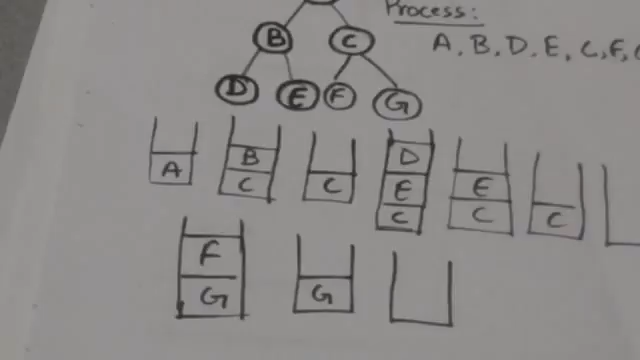 Process:
B C
A, B, D, E, C, F,
D E F G
A
B
C
C
D
E
C
E
C
C
F
G
G